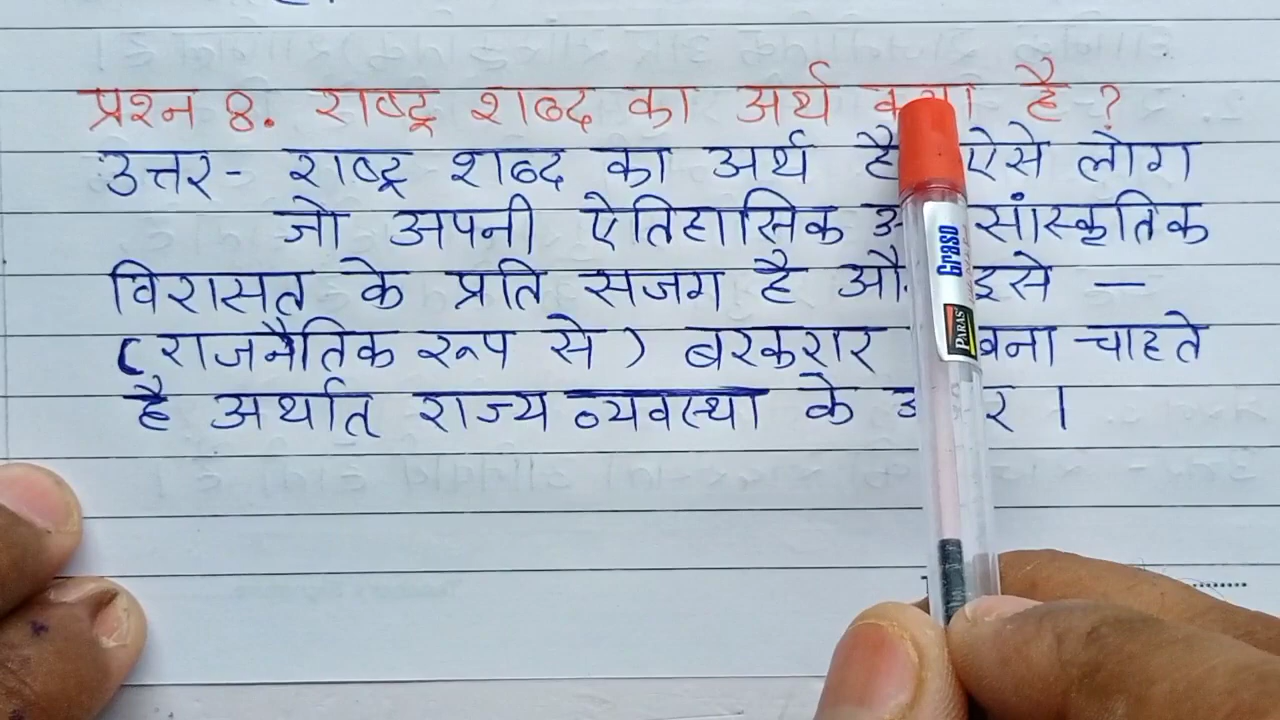 प्रश्न 8. राष्ट्र शब्द का अर्थ क्या है ?
उत्तर- राष्ट्र शब्द का अर्थ है ऐसे लोग
जो अपनी ऐतिहासिक सांस्कृतिक
विरासत के प्रति सजग है और इसे –
(राजनैतिक रूप से) बरकरार चाहते
है अर्थात राज्य व्यवस्था के ।
Graso
PARAS